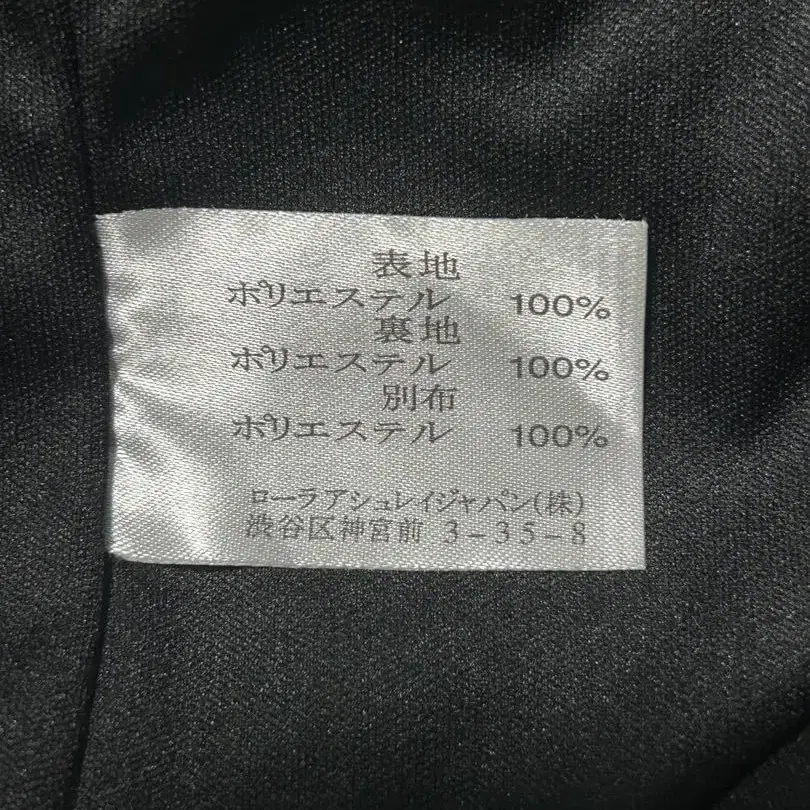 表地
ポリエステル 100%
裏地
ポリエステル 100%
別布
ポリエステル 100%
ローラアシュレイジャパン(株)
渋谷区神宮前 3-35-8